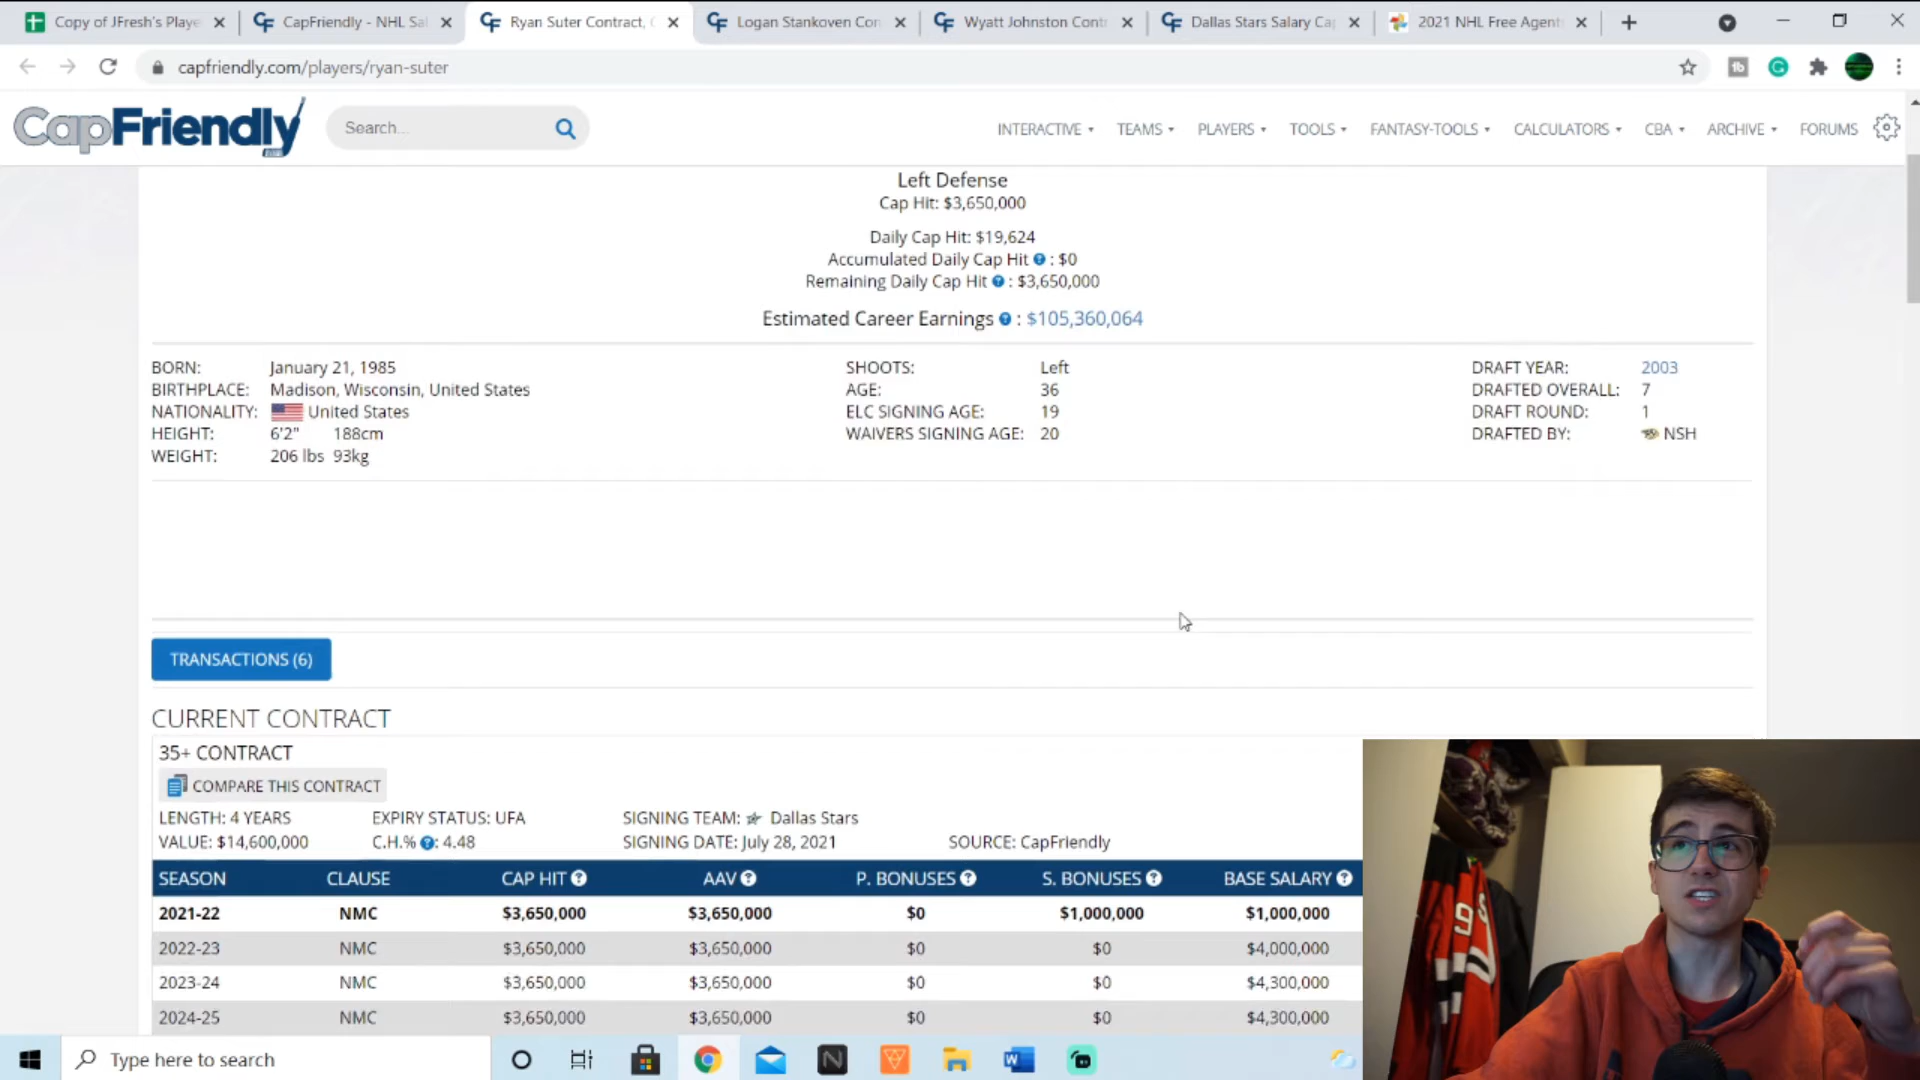 Copy of JFresh's Playe
CapFriendly - NHL Sal
Ryan Suter Contract, C
Logan Stankoven Con
Wyatt Johnston Contr
Dallas Stars Salary Cap
2021 NHL Free Agent
capfriendly.com/players/ryan-suter
CapFriendly
Search...
INTERACTIVE
TEAMS
PLAYERS
TOOLS
FANTASY-TOOLS
CALCULATORS
CBA
ARCHIVE
FORUMS
Left Defense
Cap Hit: $3,650,000
Daily Cap Hit: $19,624
Accumulated Daily Cap Hit ? : $0
Remaining Daily Cap Hit ? : $3,650,000
Estimated Career Earnings ? : $105,360,064
BORN: January 21, 1985
BIRTHPLACE: Madison, Wisconsin, United States
NATIONALITY: United States
HEIGHT: 6'2" 188cm
WEIGHT: 206 lbs 93kg
SHOOTS: Left
AGE: 36
ELC SIGNING AGE: 19
WAIVERS SIGNING AGE: 20
DRAFT YEAR: 2003
DRAFTED OVERALL: 7
DRAFT ROUND: 1
DRAFTED BY: NSH
TRANSACTIONS (6)
CURRENT CONTRACT
35+ CONTRACT
COMPARE THIS CONTRACT
LENGTH: 4 YEARS EXPIRY STATUS: UFA SIGNING TEAM: Dallas Stars
VALUE: $14,600,000 C.H.% ?: 4.48 SIGNING DATE: July 28, 2021 SOURCE: CapFriendly
SEASON CLAUSE CAP HIT ? AAV ? P. BONUSES ? S. BONUSES ? BASE SALARY ?
2021-22 NMC $3,650,000 $3,650,000 $0 $1,000,000 $1,000,000
2022-23 NMC $3,650,000 $3,650,000 $0 $0 $4,000,000
2023-24 NMC $3,650,000 $3,650,000 $0 $0 $4,300,000
2024-25 NMC $3,650,000 $3,650,000 $0 $0 $4,300,000
Type here to search